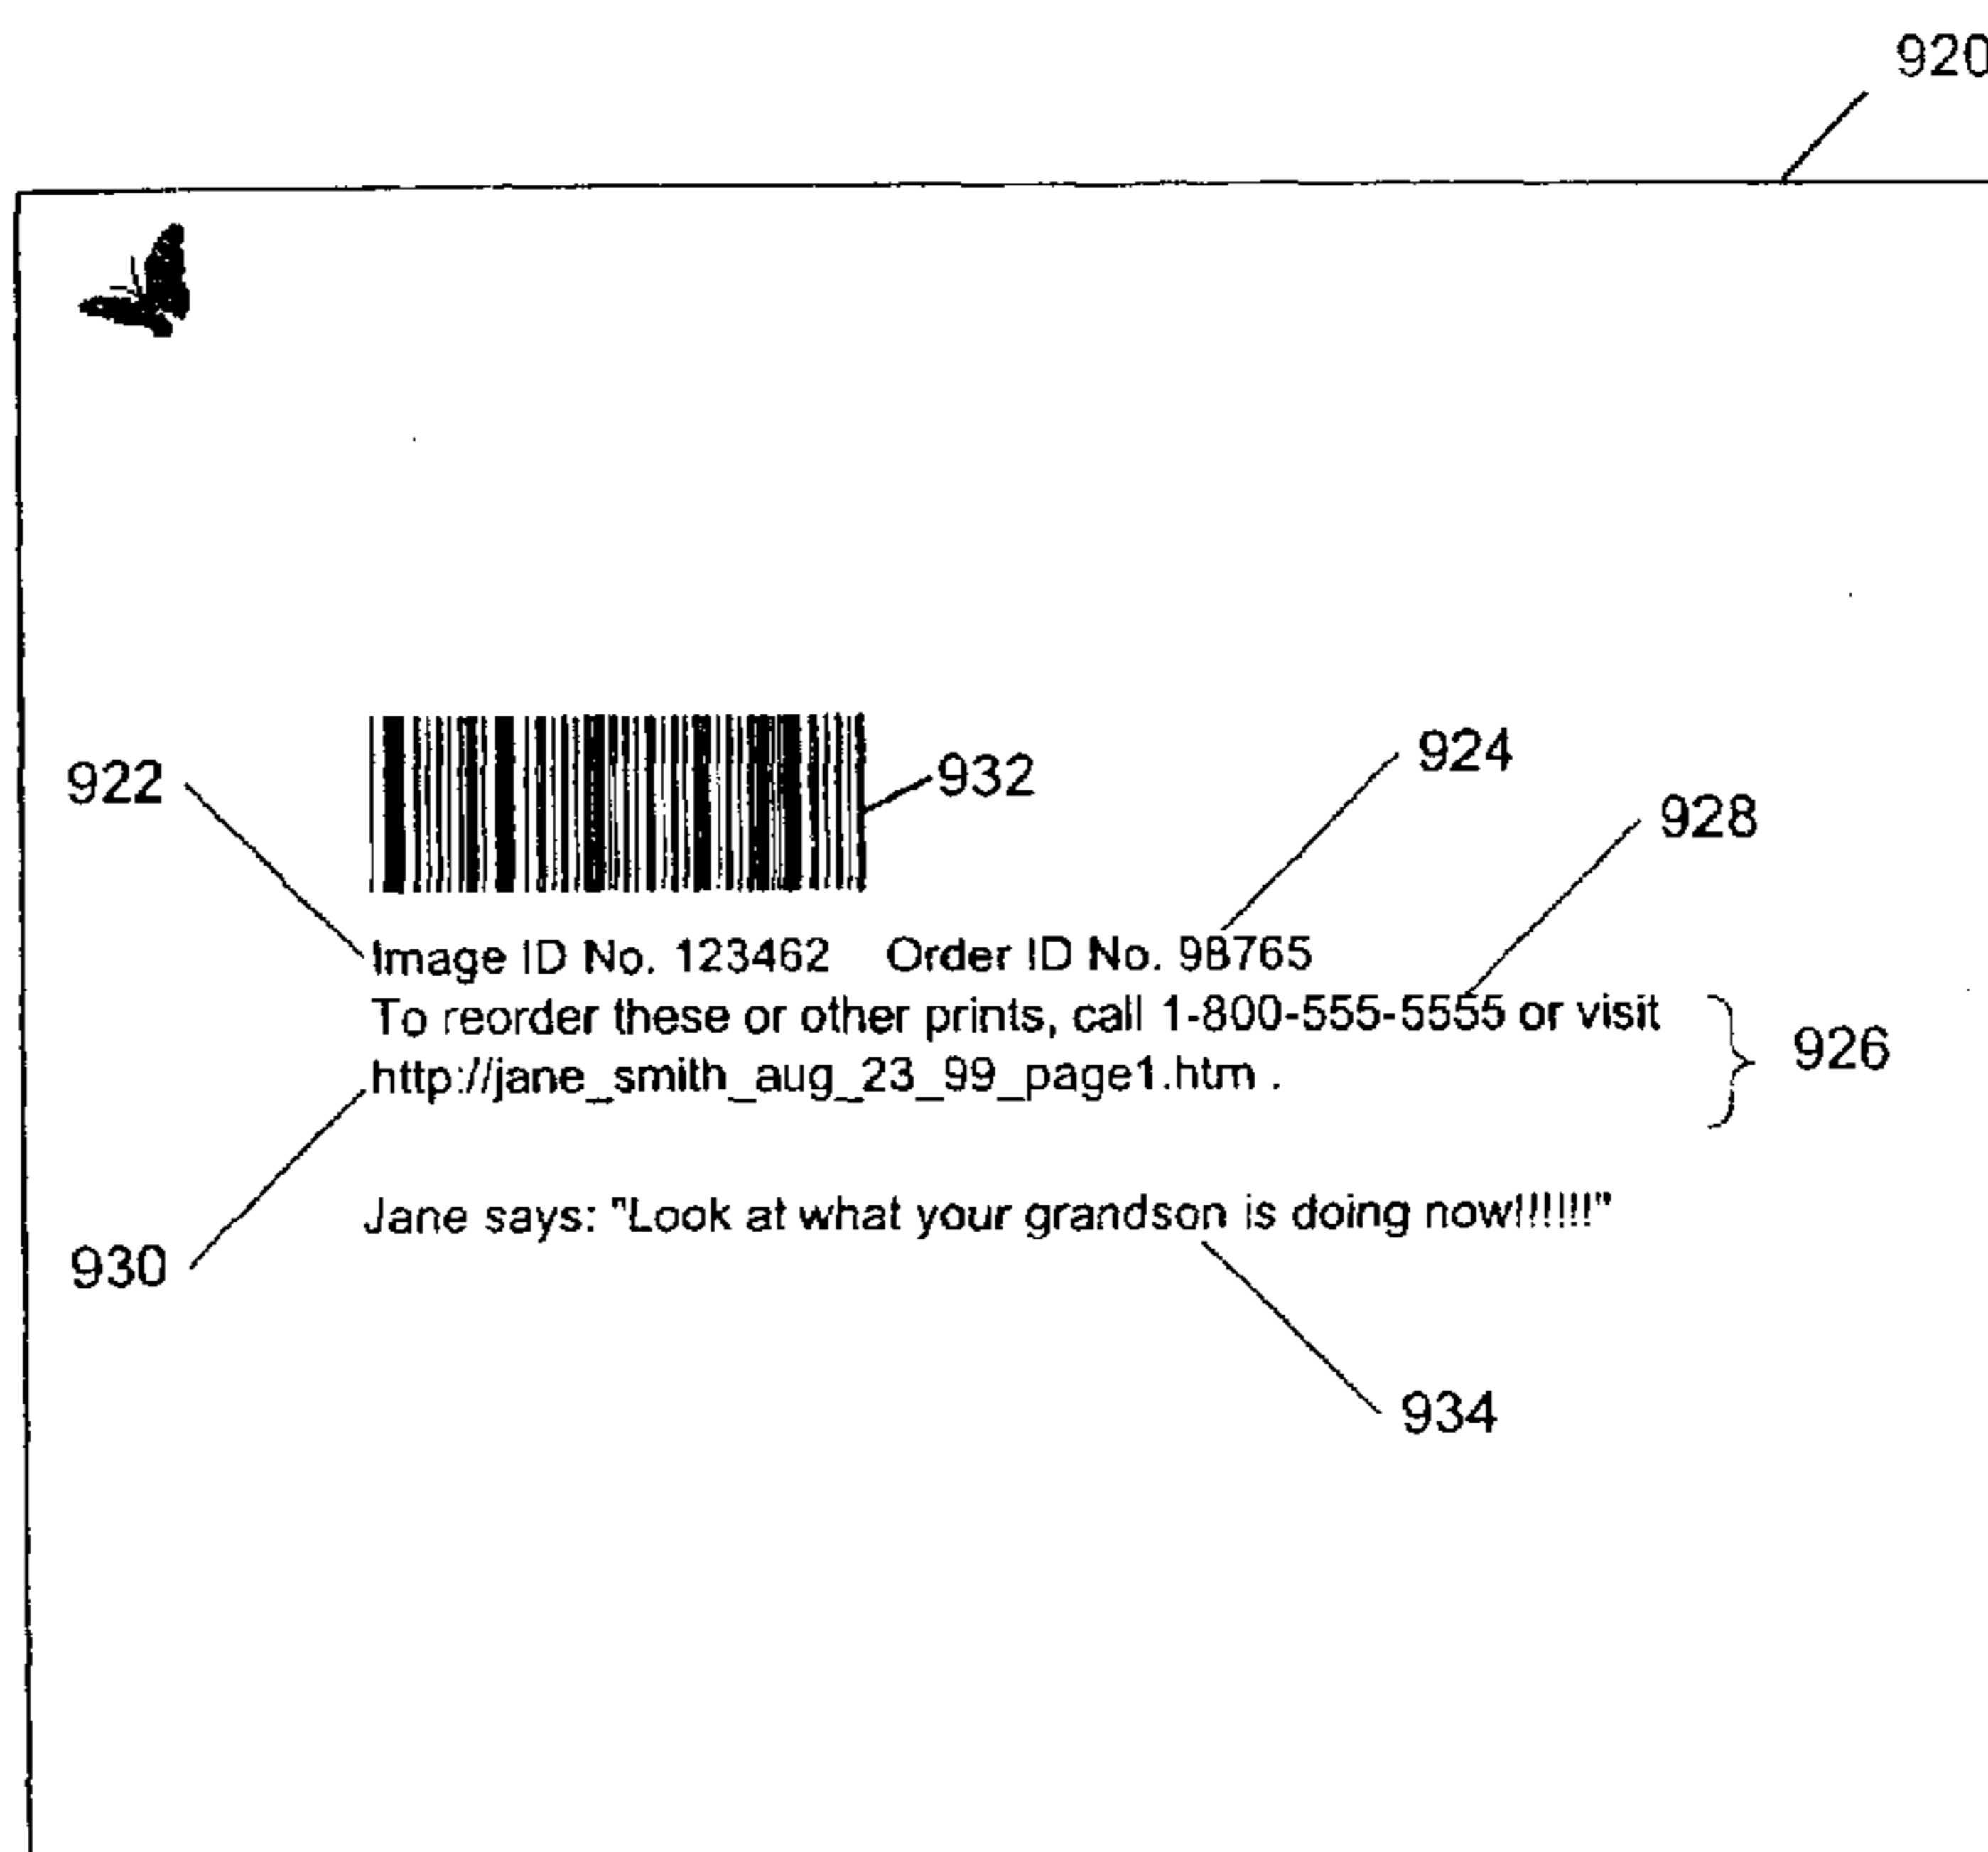 920
922
932
924
928
Image ID No. 123462 Order ID No. 98765
To reorder these or other prints, call 1-800-555-5555 or visit
http://jane_smith_aug_23_99_page1.htm .
926
Jane says: "Look at what your grandson is doing now!!!!!!"
930
934